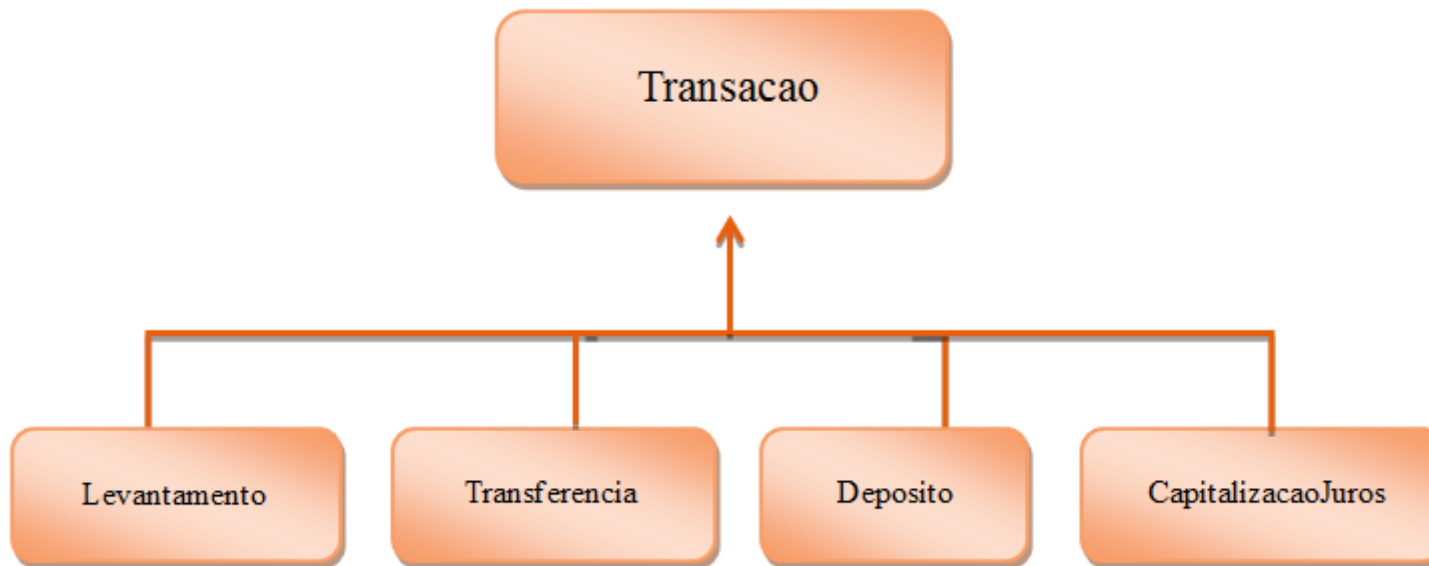 Transacao
Levantamento
Transferencia
Deposito
CapitalizacaoJuros